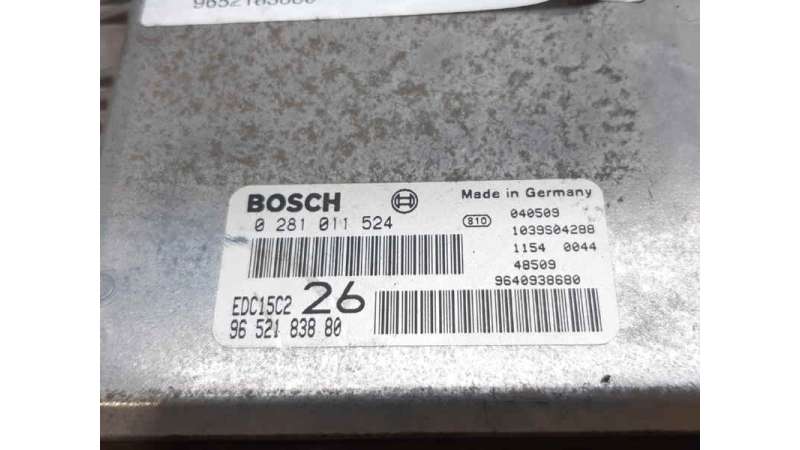 BOSCH
Made in Germany
0 281 011 524
810
040509
1039S04288
1154 0044
48509
9640938680
EDC15C2 26
96 521 838 80